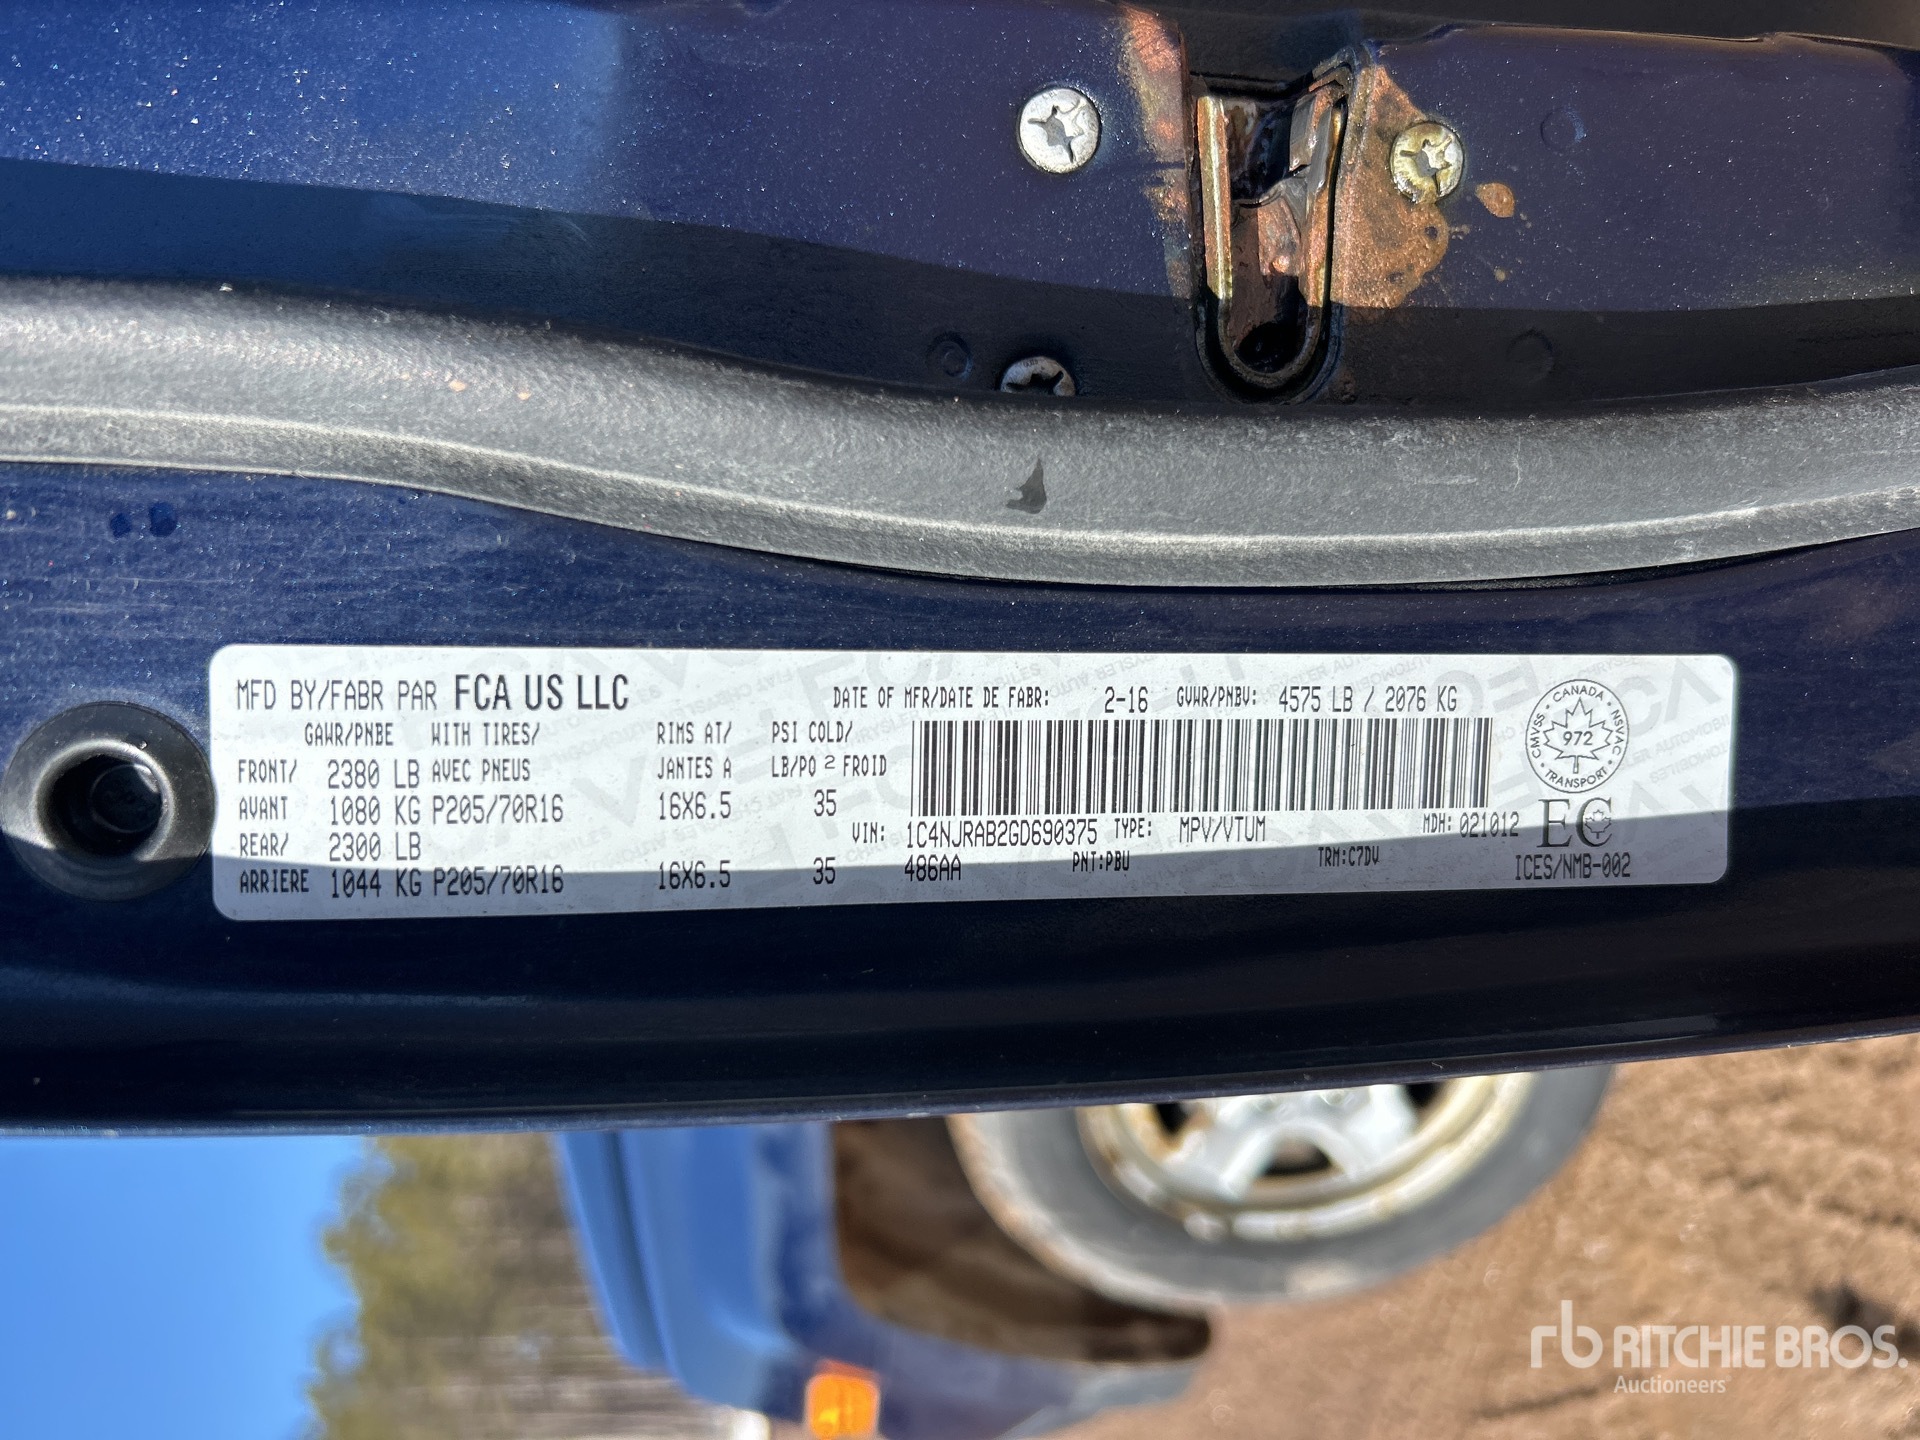 MFD BY/FABR PAR FCA US LLC DATE OF MFR/DATE DE FABR: 2-16 GVWR/PNBV: 4575 LB / 2076 KG
GAWR/PNBE WITH TIRES/ RIMS AT/ PSI COLD/
FRONT/ 2380 LB AVEC PNEUS JANTES A LB/PO 2 FROID
AVANT 1080 KG P205/70R16 16X6.5 35
VIN: 1C4NJRAB2GD690375 TYPE: MPV/VTUM MDH: 021012
REAR/ 2300 LB
ARRIERE 1044 KG P205/70R16 16X6.5 35 486AA PNT:PBU TRM:C7DV
CANADA
CMVSS 972 NSVAC
TRANSPORT
EC
ICES/NMB-002
rb RITCHIE BROS.
Auctioneers